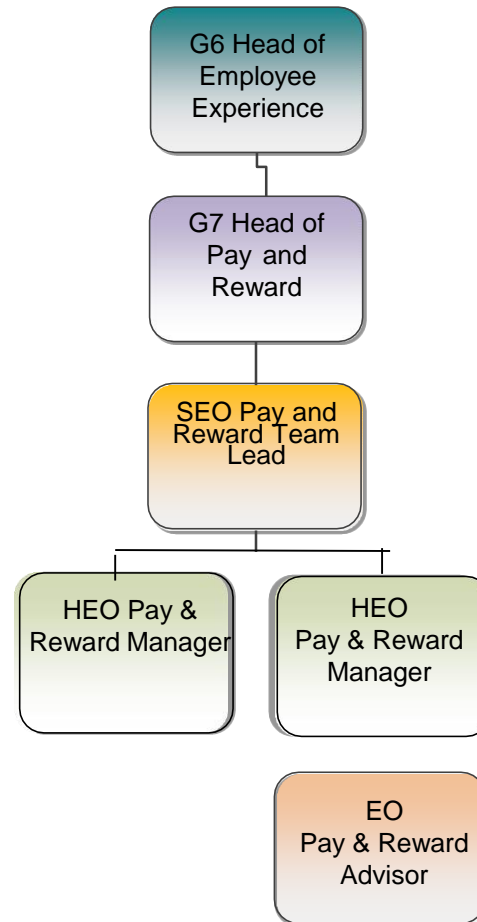 G6 Head of
Employee
Experience
G7 Head of
Pay and
Reward
SEO Pay and
Reward Team
Lead
HEO Pay &
Reward Manager
HEO
Pay & Reward
Manager
EO
Pay & Reward
Advisor